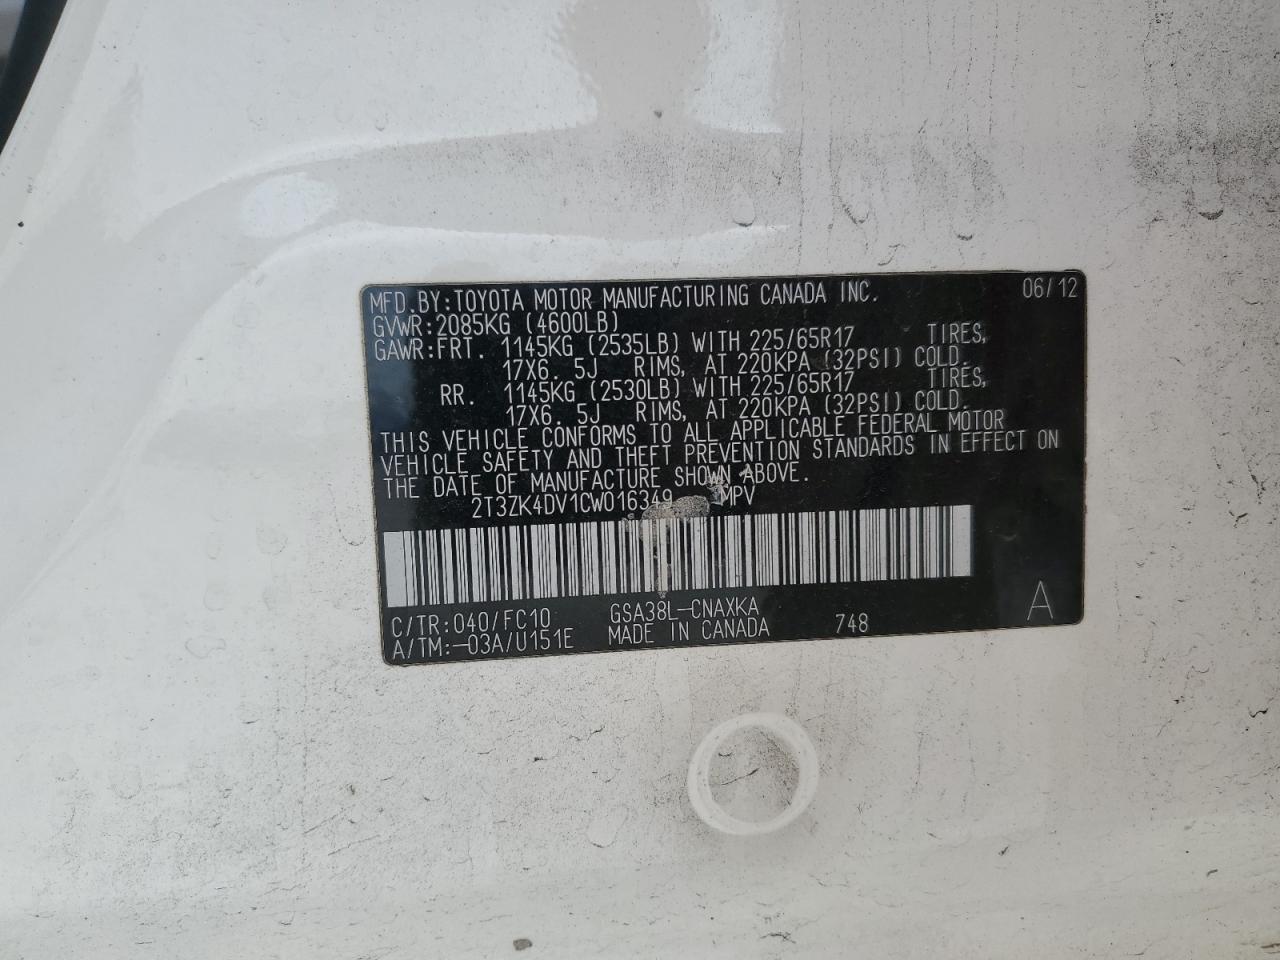 MFD.BY:TOYOTA MOTOR MANUFACTURING CANADA INC. 06/12
GVWR:2085KG (4600LB)
GAWR:FRT. 1145KG (2535LB) WITH 225/65R17 TIRES,
17X6. 5J RIMS, AT 220KPA (32PSI) COLD.
RR. 1145KG (2530LB) WITH 225/65R17 TIRES,
17X6. 5J RIMS, AT 220KPA (32PSI) COLD.
THIS VEHICLE CONFORMS TO ALL APPLICABLE FEDERAL MOTOR
VEHICLE SAFETY AND THEFT PREVENTION STANDARDS IN EFFECT ON
THE DATE OF MANUFACTURE SHOWN ABOVE.
2T3ZK4DV1CW016349 MPV
C/TR:040/FC10 GSA38L-CNAXKA
A/TM:-03A/U151E MADE IN CANADA 748 A